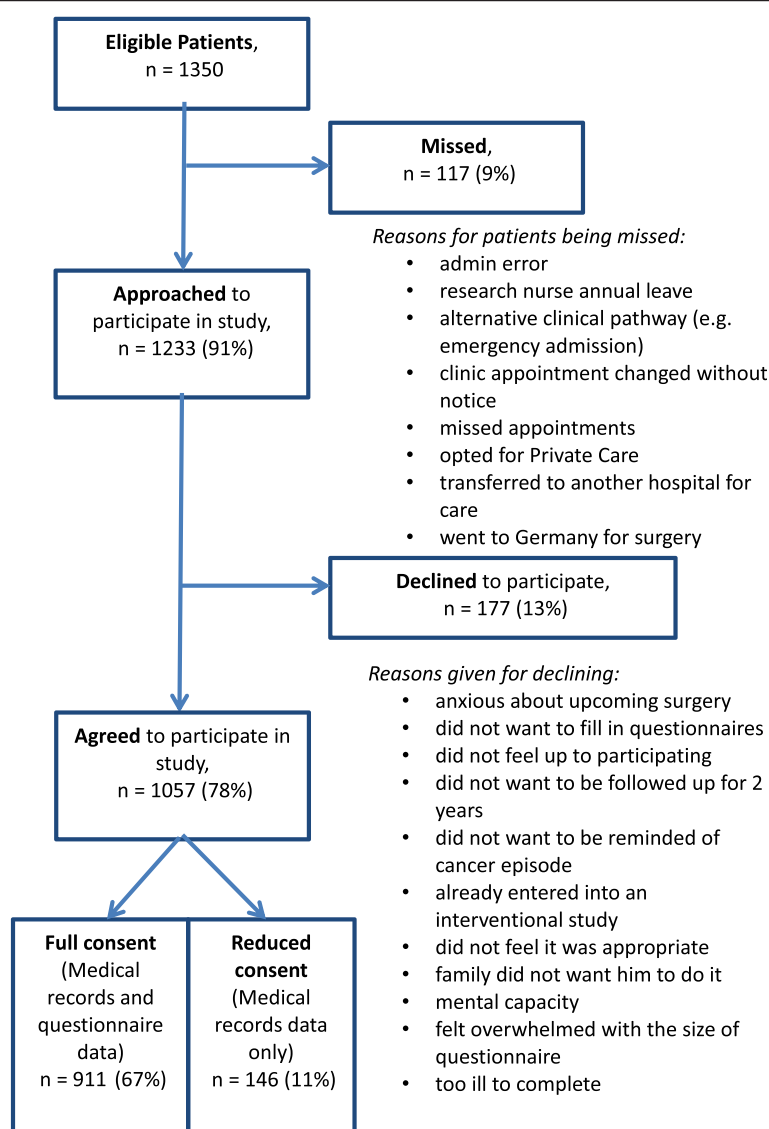 Eligible Patients,
n = 1350
Missed,
n = 117 (9%)
Reasons for patients being missed:
• admin error
• research nurse annual leave
• alternative clinical pathway (e.g.
emergency admission)
• clinic appointment changed without
notice
• missed appointments
• opted for Private Care
• transferred to another hospital for
care
• went to Germany for surgery
Approached to
participate in study,
n = 1233 (91%)
Declined to participate,
n = 177 (13%)
Reasons given for declining:
• anxious about upcoming surgery
• did not want to fill in questionnaires
• did not feel up to participating
• did not want to be followed up for 2
years
• did not want to be reminded of
cancer episode
• already entered into an
interventional study
• did not feel it was appropriate
• family did not want him to do it
• mental capacity
• felt overwhelmed with the size of
questionnaire
• too ill to complete
Agreed to participate in
study,
n = 1057 (78%)
Full consent
(Medical
records and
questionnaire
data)
n = 911 (67%)
Reduced
consent
(Medical
records data
only)
n = 146 (11%)